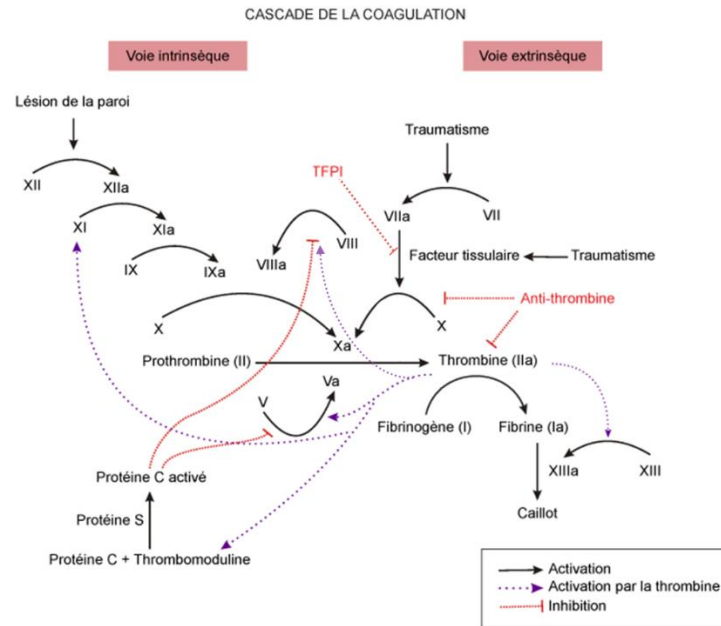 CASCADE DE LA COAGULATION
Voie intrinsèque
Voie extrinsèque
Lésion de la paroi
Traumatisme
TFPI
XII
XIIa
VIIa
VII
XI
XIa
VIIIa
VIII
Facteur tissulaire
Traumatisme
IX
IXa
Anti-thrombine
X
Xa
X
Prothrombine (II)
Thrombine (IIa)
V
Va
Fibrinogène (I)
Fibrine (Ia)
XIIIa
XIII
Protéine C activé
Caillot
Protéine S
Protéine C + Thrombomoduline
Activation
Activation par la thrombine
Inhibition